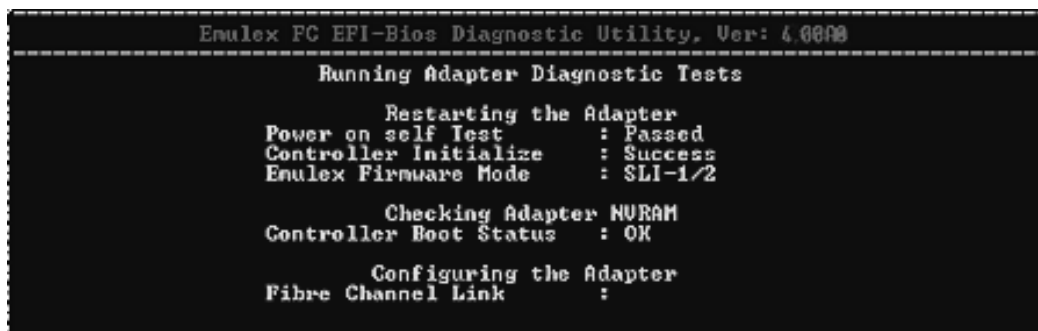 Emulex FC EFI-Bios Diagnostic Utility, Ver: 4.00A8
Running Adapter Diagnostic Tests
Restarting the Adapter
Power on self Test : Passed
Controller Initialize : Success
Emulex Firmware Mode : SLI-1/2
Checking Adapter NVRAM
Controller Boot Status : OK
Configuring the Adapter
Fibre Channel Link :